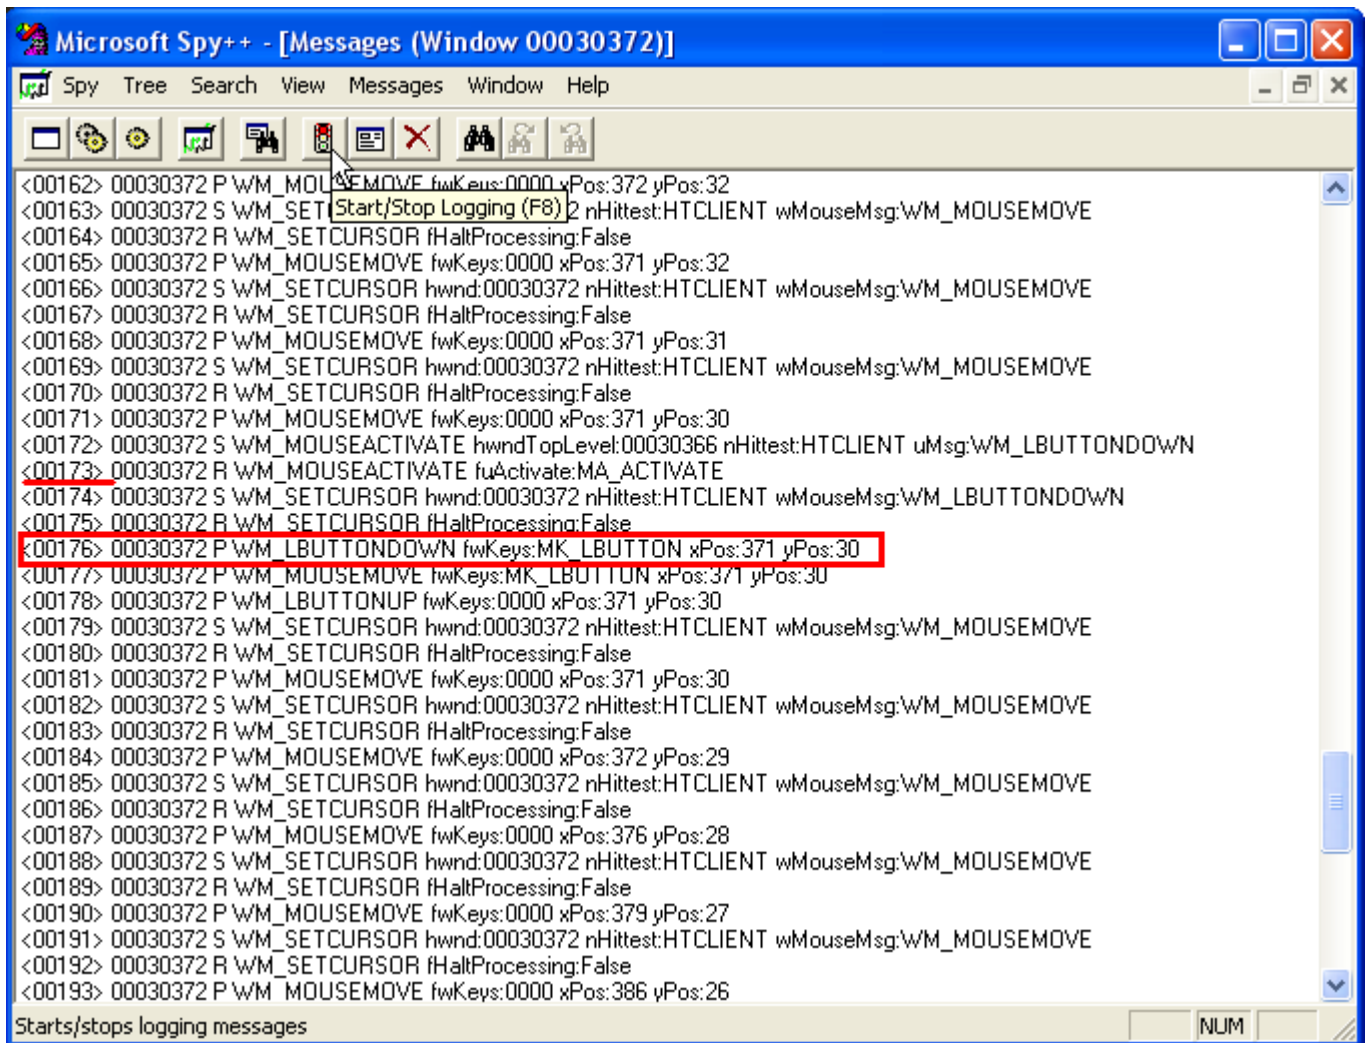 Microsoft Spy++ - [Messages (Window 00030372)]
Spy Tree Search View Messages Window Help
<00162> 00030372 P WM_MOUSEMOVE fwKeys:0000 xPos:372 yPos:32
Start/Stop Logging (F8)
<00163> 00030372 S WM_SET 2 nHittest:HTCLIENT wMouseMsg:WM_MOUSEMOVE
<00164> 00030372 R WM_SETCURSOR fHaltProcessing:False
<00165> 00030372 P WM_MOUSEMOVE fwKeys:0000 xPos:371 yPos:32
<00166> 00030372 S WM_SETCURSOR hwnd:00030372 nHittest:HTCLIENT wMouseMsg:WM_MOUSEMOVE
<00167> 00030372 R WM_SETCURSOR fHaltProcessing:False
<00168> 00030372 P WM_MOUSEMOVE fwKeys:0000 xPos:371 yPos:31
<00169> 00030372 S WM_SETCURSOR hwnd:00030372 nHittest:HTCLIENT wMouseMsg:WM_MOUSEMOVE
<00170> 00030372 R WM_SETCURSOR fHaltProcessing:False
<00171> 00030372 P WM_MOUSEMOVE fwKeys:0000 xPos:371 yPos:30
<00172> 00030372 S WM_MOUSEACTIVATE hwndTopLevel:00030366 nHittest:HTCLIENT uMsg:WM_LBUTTONDOWN
<00173> 00030372 R WM_MOUSEACTIVATE fuActivate:MA_ACTIVATE
<00174> 00030372 S WM_SETCURSOR hwnd:00030372 nHittest:HTCLIENT wMouseMsg:WM_LBUTTONDOWN
<00175> 00030372 R WM_SETCURSOR fHaltProcessing:False
<00176> 00030372 P WM_LBUTTONDOWN fwKeys:MK_LBUTTON xPos:371 yPos:30
<00177> 00030372 P WM_MOUSEMOVE fwKeys:MK_LBUTTON xPos:371 yPos:30
<00178> 00030372 P WM_LBUTTONUP fwKeys:0000 xPos:371 yPos:30
<00179> 00030372 S WM_SETCURSOR hwnd:00030372 nHittest:HTCLIENT wMouseMsg:WM_MOUSEMOVE
<00180> 00030372 R WM_SETCURSOR fHaltProcessing:False
<00181> 00030372 P WM_MOUSEMOVE fwKeys:0000 xPos:371 yPos:30
<00182> 00030372 S WM_SETCURSOR hwnd:00030372 nHittest:HTCLIENT wMouseMsg:WM_MOUSEMOVE
<00183> 00030372 R WM_SETCURSOR fHaltProcessing:False
<00184> 00030372 P WM_MOUSEMOVE fwKeys:0000 xPos:372 yPos:29
<00185> 00030372 S WM_SETCURSOR hwnd:00030372 nHittest:HTCLIENT wMouseMsg:WM_MOUSEMOVE
<00186> 00030372 R WM_SETCURSOR fHaltProcessing:False
<00187> 00030372 P WM_MOUSEMOVE fwKeys:0000 xPos:376 yPos:28
<00188> 00030372 S WM_SETCURSOR hwnd:00030372 nHittest:HTCLIENT wMouseMsg:WM_MOUSEMOVE
<00189> 00030372 R WM_SETCURSOR fHaltProcessing:False
<00190> 00030372 P WM_MOUSEMOVE fwKeys:0000 xPos:379 yPos:27
<00191> 00030372 S WM_SETCURSOR hwnd:00030372 nHittest:HTCLIENT wMouseMsg:WM_MOUSEMOVE
<00192> 00030372 R WM_SETCURSOR fHaltProcessing:False
<00193> 00030372 P WM_MOUSEMOVE fwKeys:0000 xPos:386 yPos:26
Starts/stops logging messages NUM